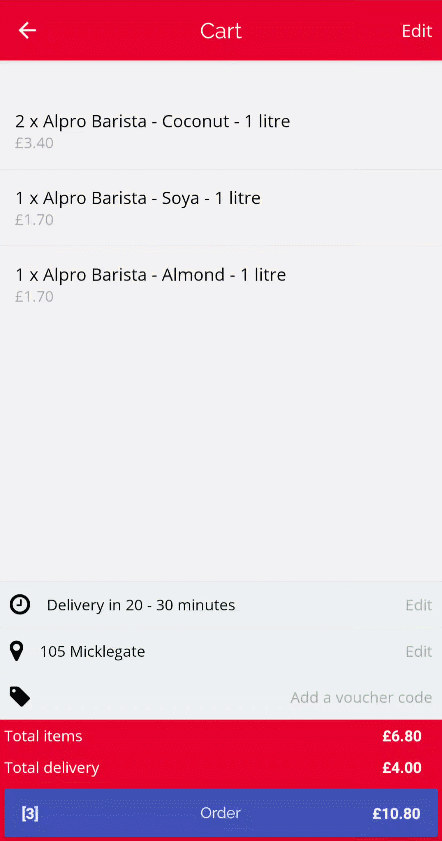 Cart Edit
2 x Alpro Barista - Coconut - 1 litre
£3.40
1 x Alpro Barista - Soya - 1 litre
£1.70
1 x Alpro Barista - Almond - 1 litre
£1.70
Delivery in 20 - 30 minutes Edit
105 Micklegate Edit
Add a voucher code
Total items £6.80
Total delivery £4.00
[3] Order £10.80